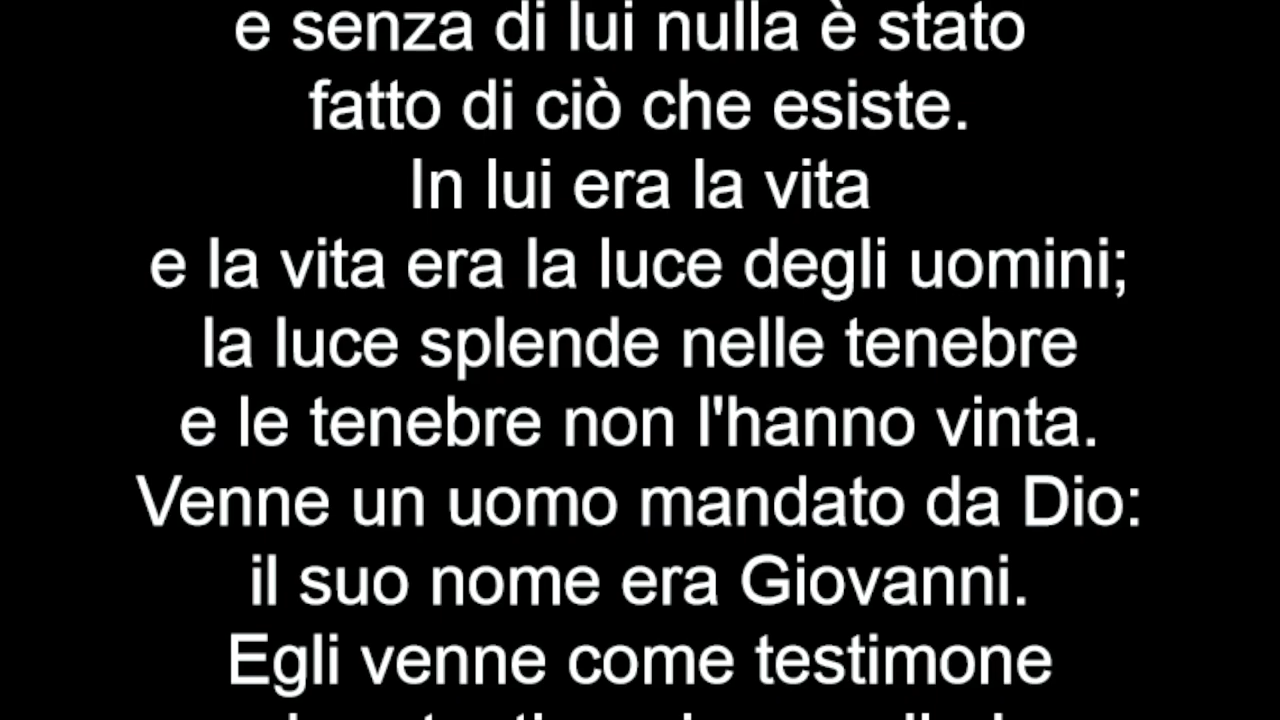 e senza di lui nulla è stato
fatto di ciò che esiste.
In lui era la vita
e la vita era la luce degli uomini;
la luce splende nelle tenebre
e le tenebre non l'hanno vinta.
Venne un uomo mandato da Dio:
il suo nome era Giovanni.
Egli venne come testimone